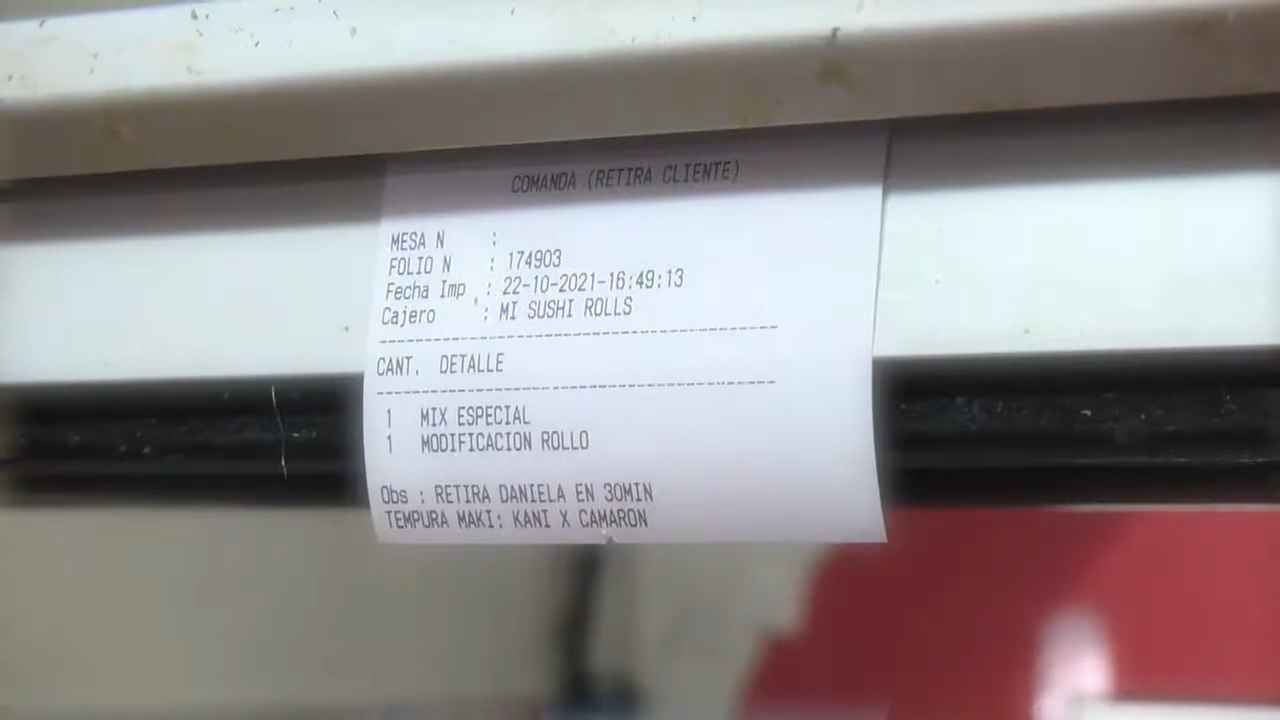 COMANDA (RETIRA CLIENTE)
MESA N :
FOLIO N : 174903
Fecha Imp : 22-10-2021-16:49:13
Cajero : MI SUSHI ROLLS
CANT. DETALLE
1 MIX ESPECIAL
1 MODIFICACION ROLLO
Obs : RETIRA DANIELA EN 30MIN
TEMPURA MAKI: KANI X CAMARON